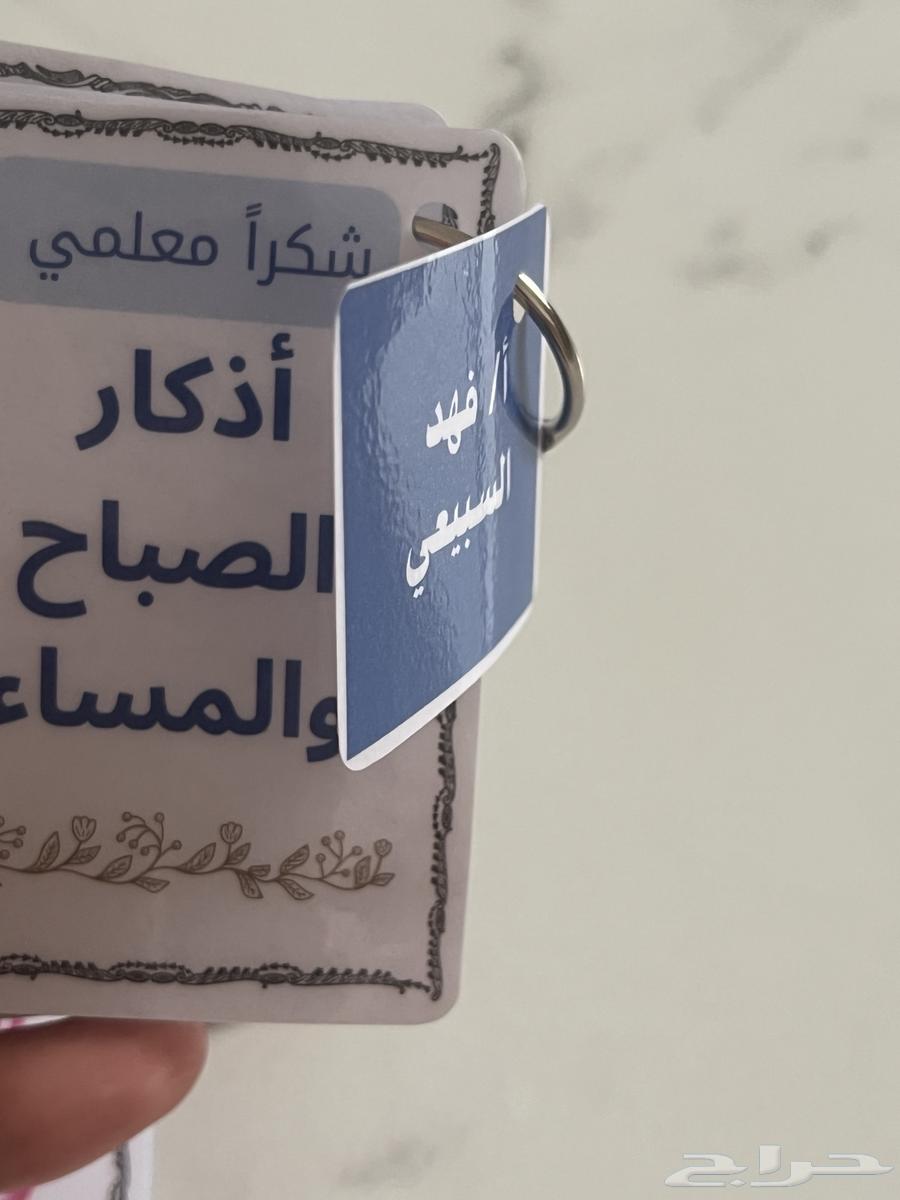 شكراً معلمي
أذكار
الصباح
والمساء
أ/ فهد
السبيعي
حراج